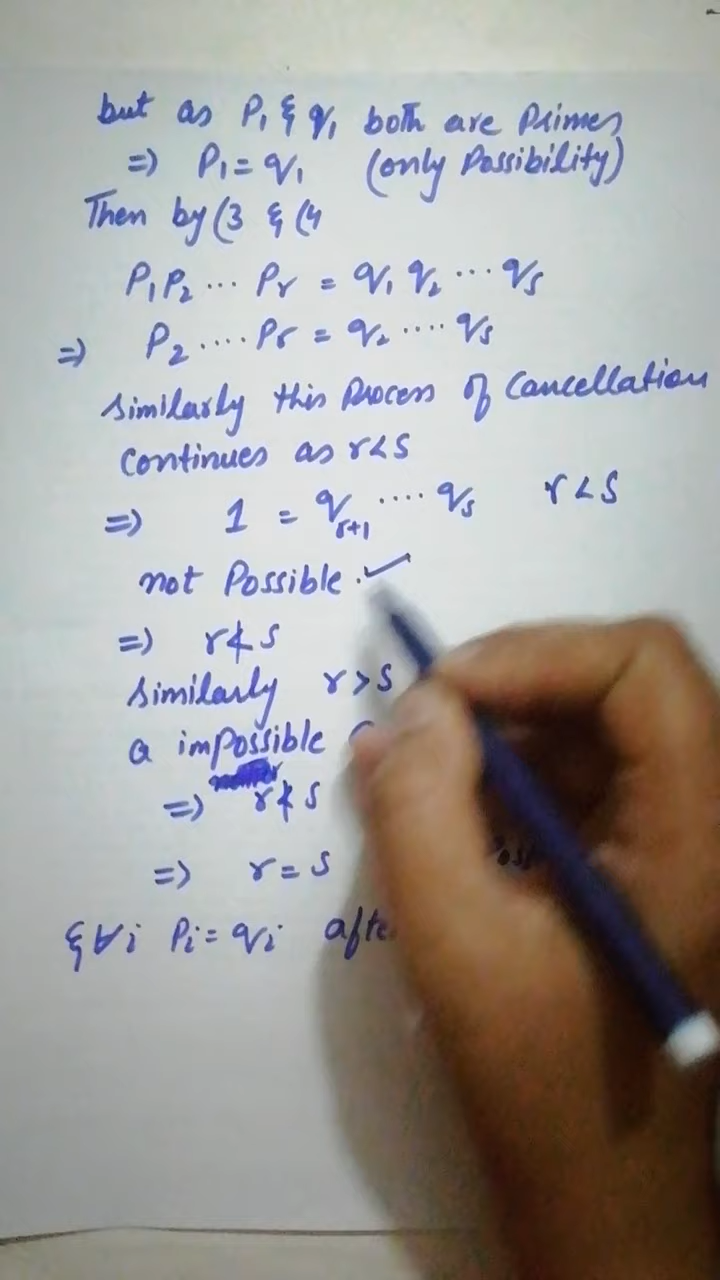 but as P₁ & q₁ both are Primes
=> P₁ = q₁ (only Possibility)
Then by (3 & (4
P₁P₂ ... Pr = q₁ q₂ ... qs
=> P₂ .... Pr = q₂ .... qs
Similarly this Process of Cancellation
Continues as r<s
=> 1 = qr+1 .... qs r<s
not Possible.
=> r≮s
Similarly r>s
a impossible
=> r≯s
=> r = s
& ∀i Pi = qi